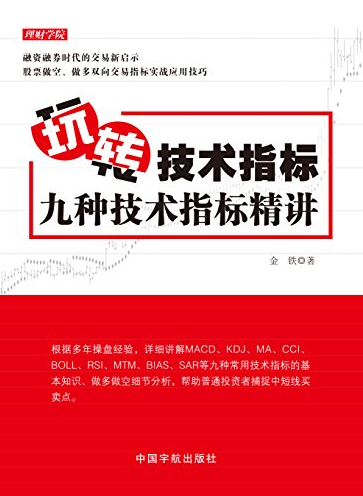 理财学院
融资融券时代的交易新启示
股票做空、做多双向交易指标实战应用技巧
玩转技术指标
九种技术指标精讲
金 铁◎著
根据多年操盘经验，详细讲解MACD、KDJ、MA、CCI、
BOLL、RSI、MTM、BIAS、SAR等九种常用技术指标的基
本知识、做多做空细节分析，帮助普通投资者捕捉中短线买
卖点。
中国宇航出版社